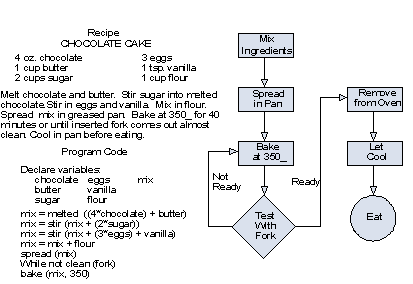 Recipe
CHOCOLATE CAKE
4 oz. chocolate 3 eggs
1 cup butter 1 tsp. vanilla
2 cups sugar 1 cup flour
Melt chocolate and butter. Stir sugar into melted
chocolate.Stir in eggs and vanilla. Mix in flour.
Spread mix in greased pan. Bake at 350_ for 40
minutes or until inserted fork comes out almost
clean. Cool in pan before eating.
Program Code
Declare variables:
chocolate eggs mix
butter vanilla
sugar flour
mix = melted ((4*chocolate) + butter)
mix = stir (mix + (2*sugar))
mix = stir (mix + (3*eggs) + vanilla)
mix = mix + flour
spread (mix)
While not clean (fork)
bake (mix, 350)
Mix
Ingredients
Spread
in Pan
Bake
at 350_
Not
Ready
Ready
Test
With
Fork
Remove
from Oven
Let
Cool
Eat